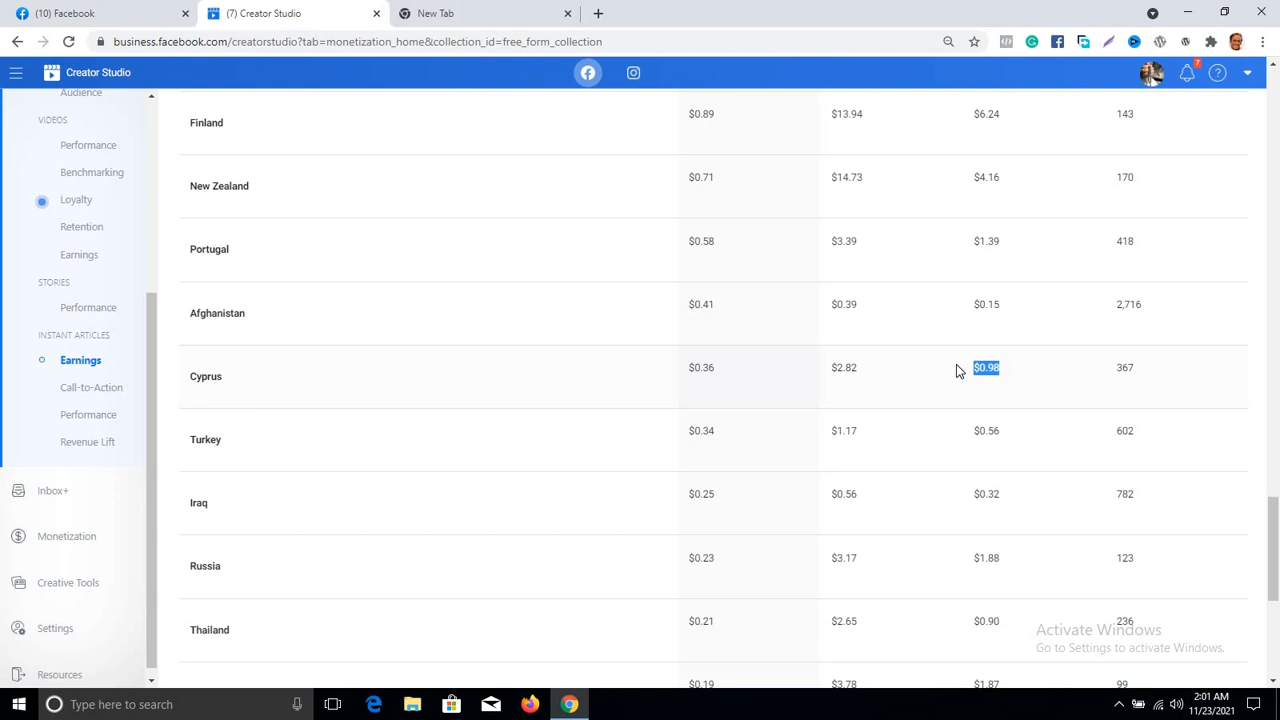 (10) Facebook
(7) Creator Studio
New Tab
business.facebook.com/creatorstudio?tab=monetization_home&collection_id=free_form_collection
Creator Studio
7
Audience
VIDEOS
Performance
Benchmarking
Loyalty
Retention
Earnings
STORIES
Performance
INSTANT ARTICLES
Earnings
Call-to-Action
Performance
Revenue Lift
Inbox+
Monetization
Creative Tools
Settings
Resources
Finland $0.89 $13.94 $6.24 143
New Zealand $0.71 $14.73 $4.16 170
Portugal $0.58 $3.39 $1.39 418
Afghanistan $0.41 $0.39 $0.15 2,716
Cyprus $0.36 $2.82 $0.98 367
Turkey $0.34 $1.17 $0.56 602
Iraq $0.25 $0.56 $0.32 782
Russia $0.23 $3.17 $1.88 123
Thailand $0.21 $2.65 $0.90 236
$0.19 $3.78 $1.87 99
Activate Windows
Go to Settings to activate Windows.
Type here to search
2:01 AM
11/23/2021